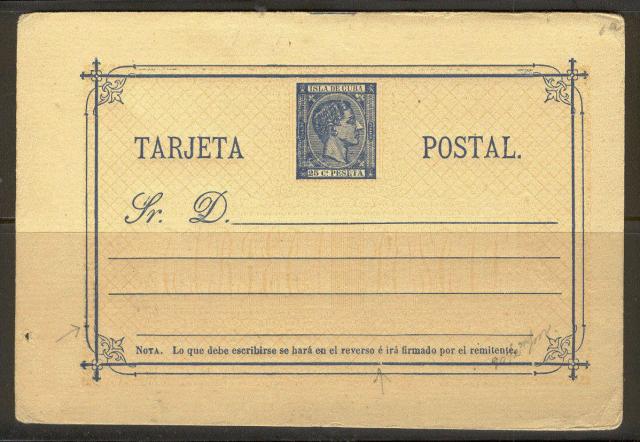 ISLA DE CUBA
25 Cs PESETA
TARJETA POSTAL.
Sr. D.
NOTA. Lo que debe escribirse se hará en el reverso é irá firmado por el remitente.